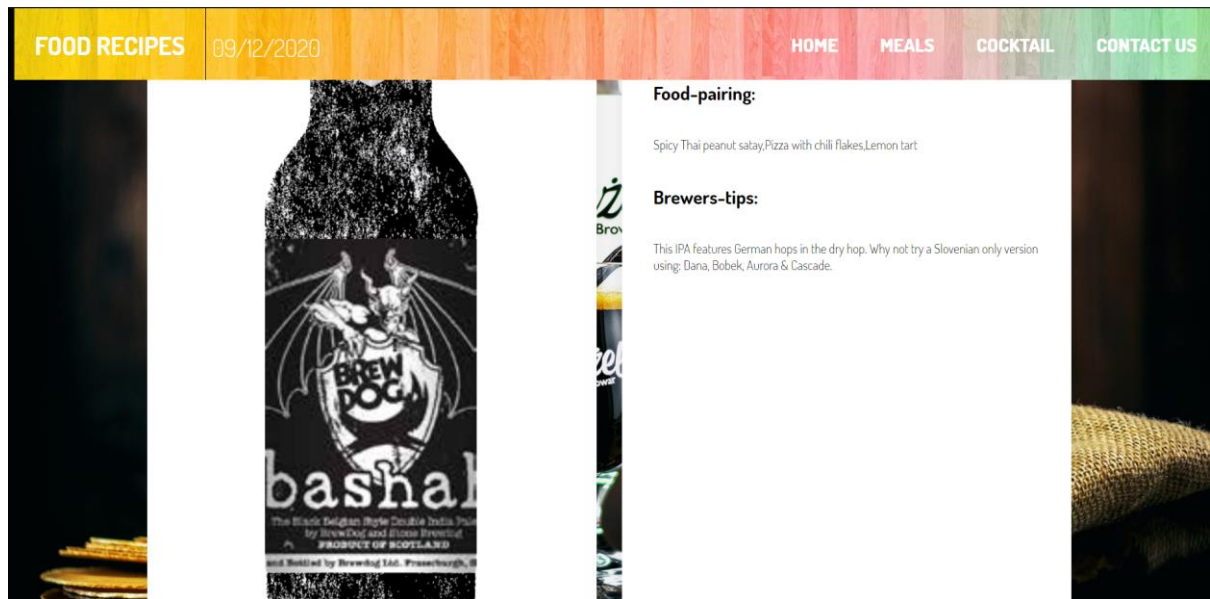 FOOD RECIPES
09/12/2020
HOME
MEALS
COCKTAIL
CONTACT US
BREW
DOG
bashah
The Black Belgian Style Double India Pale
by BrewDog and Stone Brewing
PRODUCT OF SCOTLAND
and Bottled by Brewdog Ltd. Fraserburgh, S
Food-pairing:
Spicy Thai peanut satay,Pizza with chili flakes,Lemon tart
Brewers-tips:
This IPA features German hops in the dry hop. Why not try a Slovenian only version
using: Dana, Bobek, Aurora & Cascade.